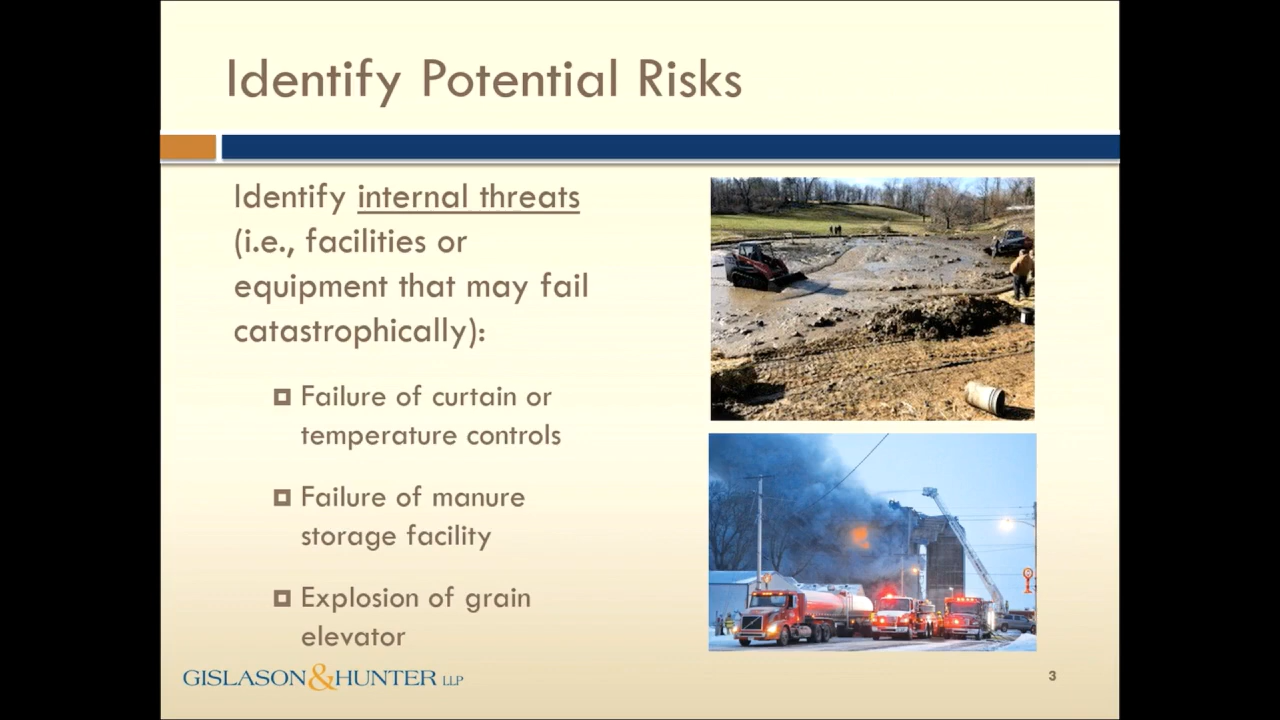 Identify Potential Risks
Identify internal threats
(i.e., facilities or
equipment that may fail
catastrophically):
Failure of curtain or
temperature controls
Failure of manure
storage facility
Explosion of grain
elevator
GISLASON&HUNTER LLP
3